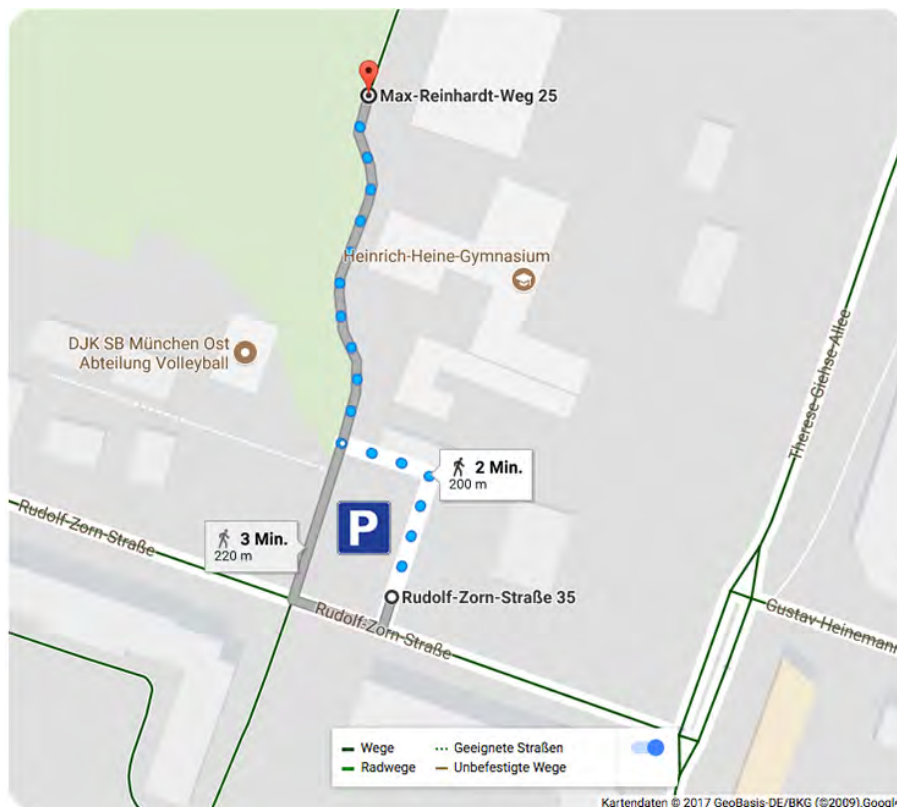 Max-Reinhardt-Weg 25
Heinrich-Heine-Gymnasium
DJK SB München Ost
Abteilung Volleyball
Therese-Giehse-Allee
2 Min.
200 m
P
Rudolf-Zorn-Straße
3 Min.
220 m
Rudolf-Zorn-Straße 35
Rudolf-Zorn-Straße
Gustav-Heinemann
Wege
Geeignete Straßen
Radwege
Unbefestigte Wege
Kartendaten © 2017 GeoBasis-DE/BKG (©2009),Google